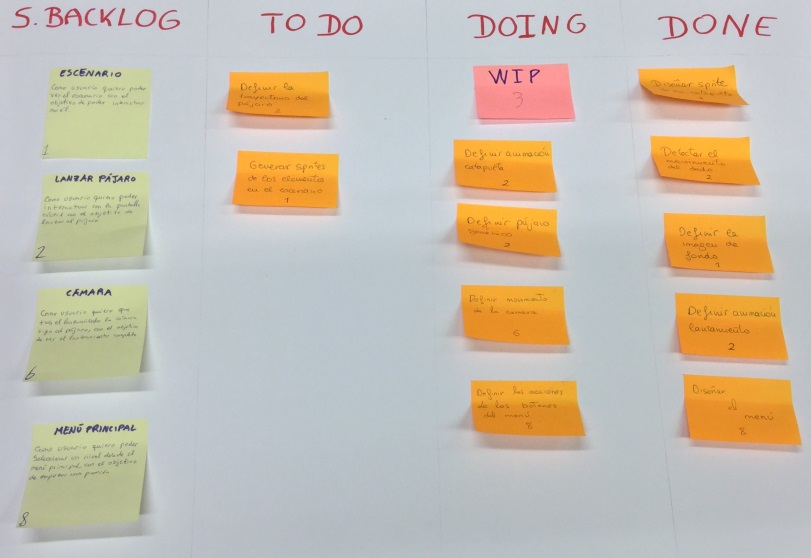 S. BACKLOG
TO DO
DOING
DONE
ESCENARIO
Como usuario quiero poder
ver el escenario con el
objetivo de poder interactuar
con él.
1
LANZAR PÁJARO
Como usuario quiero poder
interactuar con la pantalla
con el objetivo de
lanzar el pájaro
2
CÁMARA
Como usuario quiero que
tras el lanzamiento la cámara
siga al pájaro, con el objetivo
de ver el lanzamiento completo
6
MENÚ PRINCIPAL
Como usuario quiero poder
seleccionar un nivel desde el
menú principal, con el objetivo
de empezar una partida.
8
Definir la
trayectoria del
pájaro
2
Generar sprites
de los elementos
en el escenario
1
WIP
3
Definir animación
catapulta
2
Definir pájaro
2
Definir movimiento
de la cámara
6
Definir las acciones
de los botones
del menú
8
Diseñar sprite
Detectar el
movimiento
del dedo
2
Definir la
imagen de
fondo
1
Definir animación
lanzamiento
2
Diseñar
el menú
8